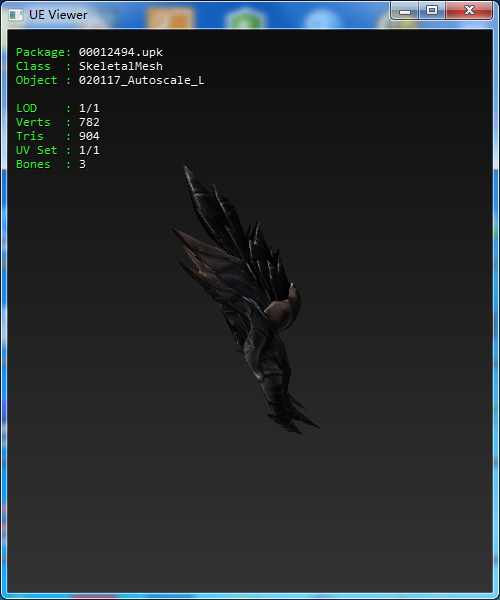 UE Viewer
Package: 00012494.upk
Class : SkeletalMesh
Object : 020117_Autoscale_L
LOD : 1/1
Verts : 782
Tris : 904
UV Set : 1/1
Bones : 3